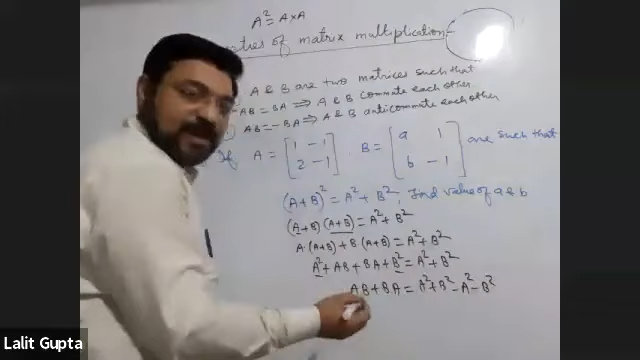 A² = A×A
of matrix multiplication
A & B are two matrices such that
AB = BA ⇒ A & B commute each other
AB = -BA ⇒ A & B anticommute each other
If A = [1 -1; 2 -1] B = [a 1; b -1] are such that
(A+B)² = A² + B², find value of a & b
(A+B)(A+B) = A² + B²
A·(A+B) + B·(A+B) = A² + B²
A² + AB + BA + B² = A² + B²
AB + BA = A² + B² - A² - B²
Lalit Gupta